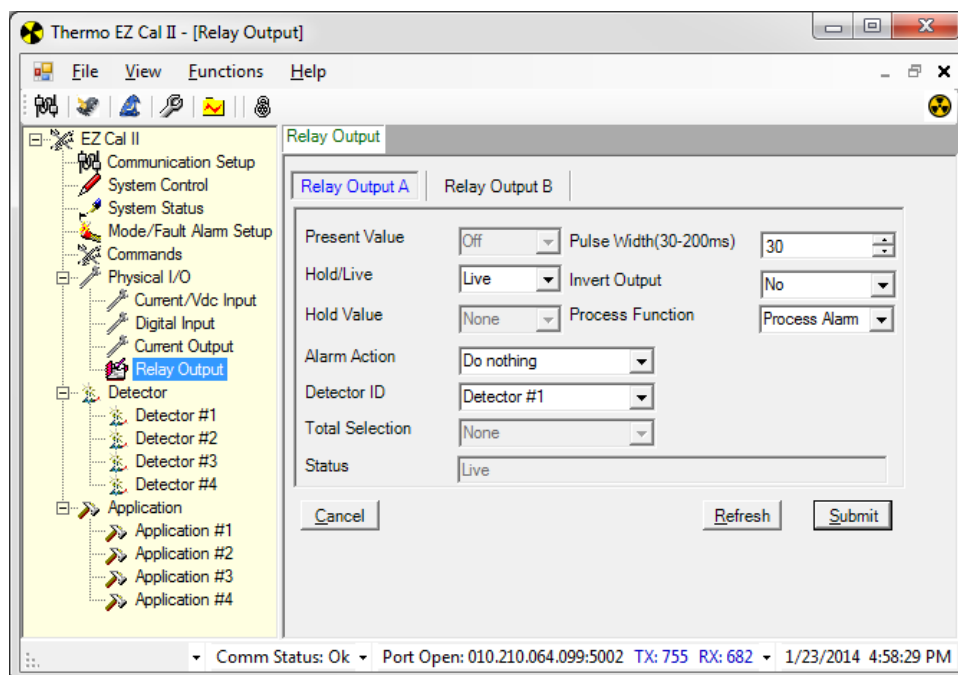 Thermo EZ Cal II - [Relay Output]
File View Functions Help
EZ Cal II
Communication Setup
System Control
System Status
Mode/Fault Alarm Setup
Commands
Physical I/O
Current/Vdc Input
Digital Input
Current Output
Relay Output
Detector
Detector #1
Detector #2
Detector #3
Detector #4
Application
Application #1
Application #2
Application #3
Application #4
Relay Output
Relay Output A Relay Output B
Present Value Off Pulse Width(30-200ms) 30
Hold/Live Live Invert Output No
Hold Value None Process Function Process Alarm
Alarm Action Do nothing
Detector ID Detector #1
Total Selection None
Status Live
Cancel Refresh Submit
Comm Status: Ok Port Open: 010.210.064.099:5002 TX: 755 RX: 682 1/23/2014 4:58:29 PM